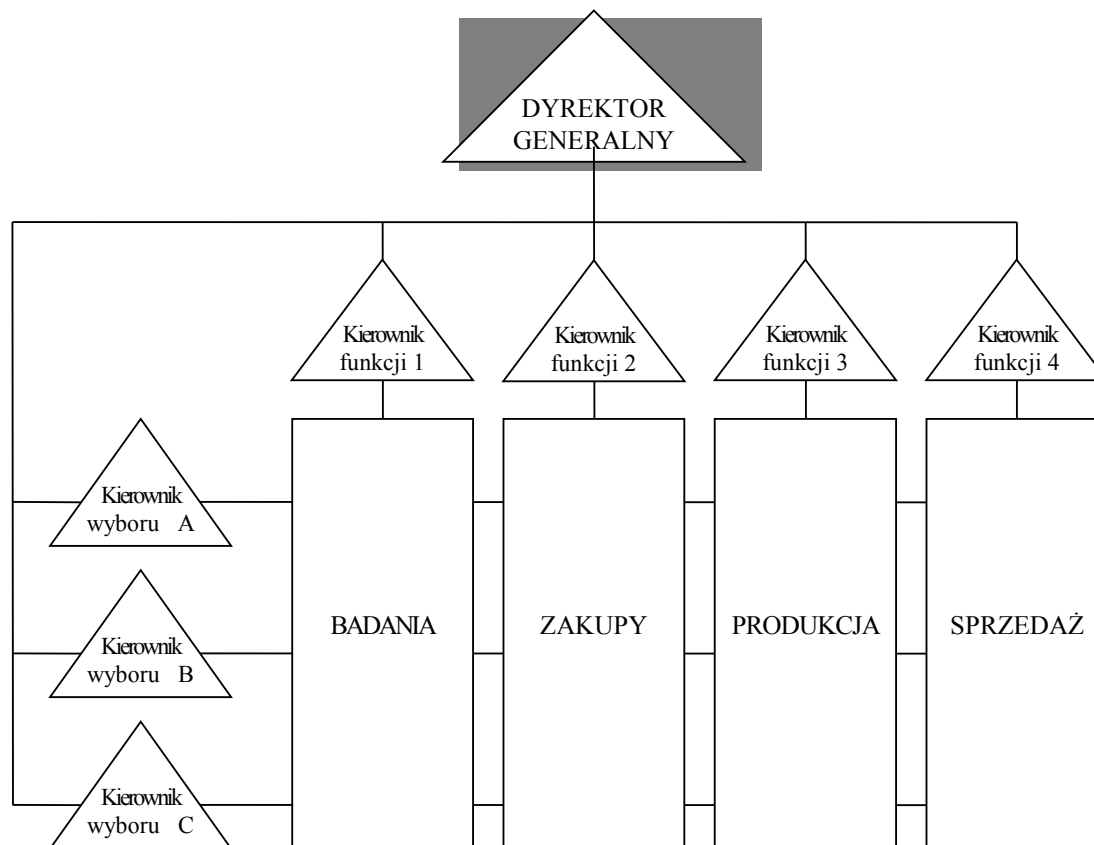 DYREKTOR
GENERALNY
Kierownik
funkcji 1
Kierownik
funkcji 2
Kierownik
funkcji 3
Kierownik
funkcji 4
Kierownik
wyboru A
Kierownik
wyboru B
Kierownik
wyboru C
BADANIA
ZAKUPY
PRODUKCJA
SPRZEDAŻ